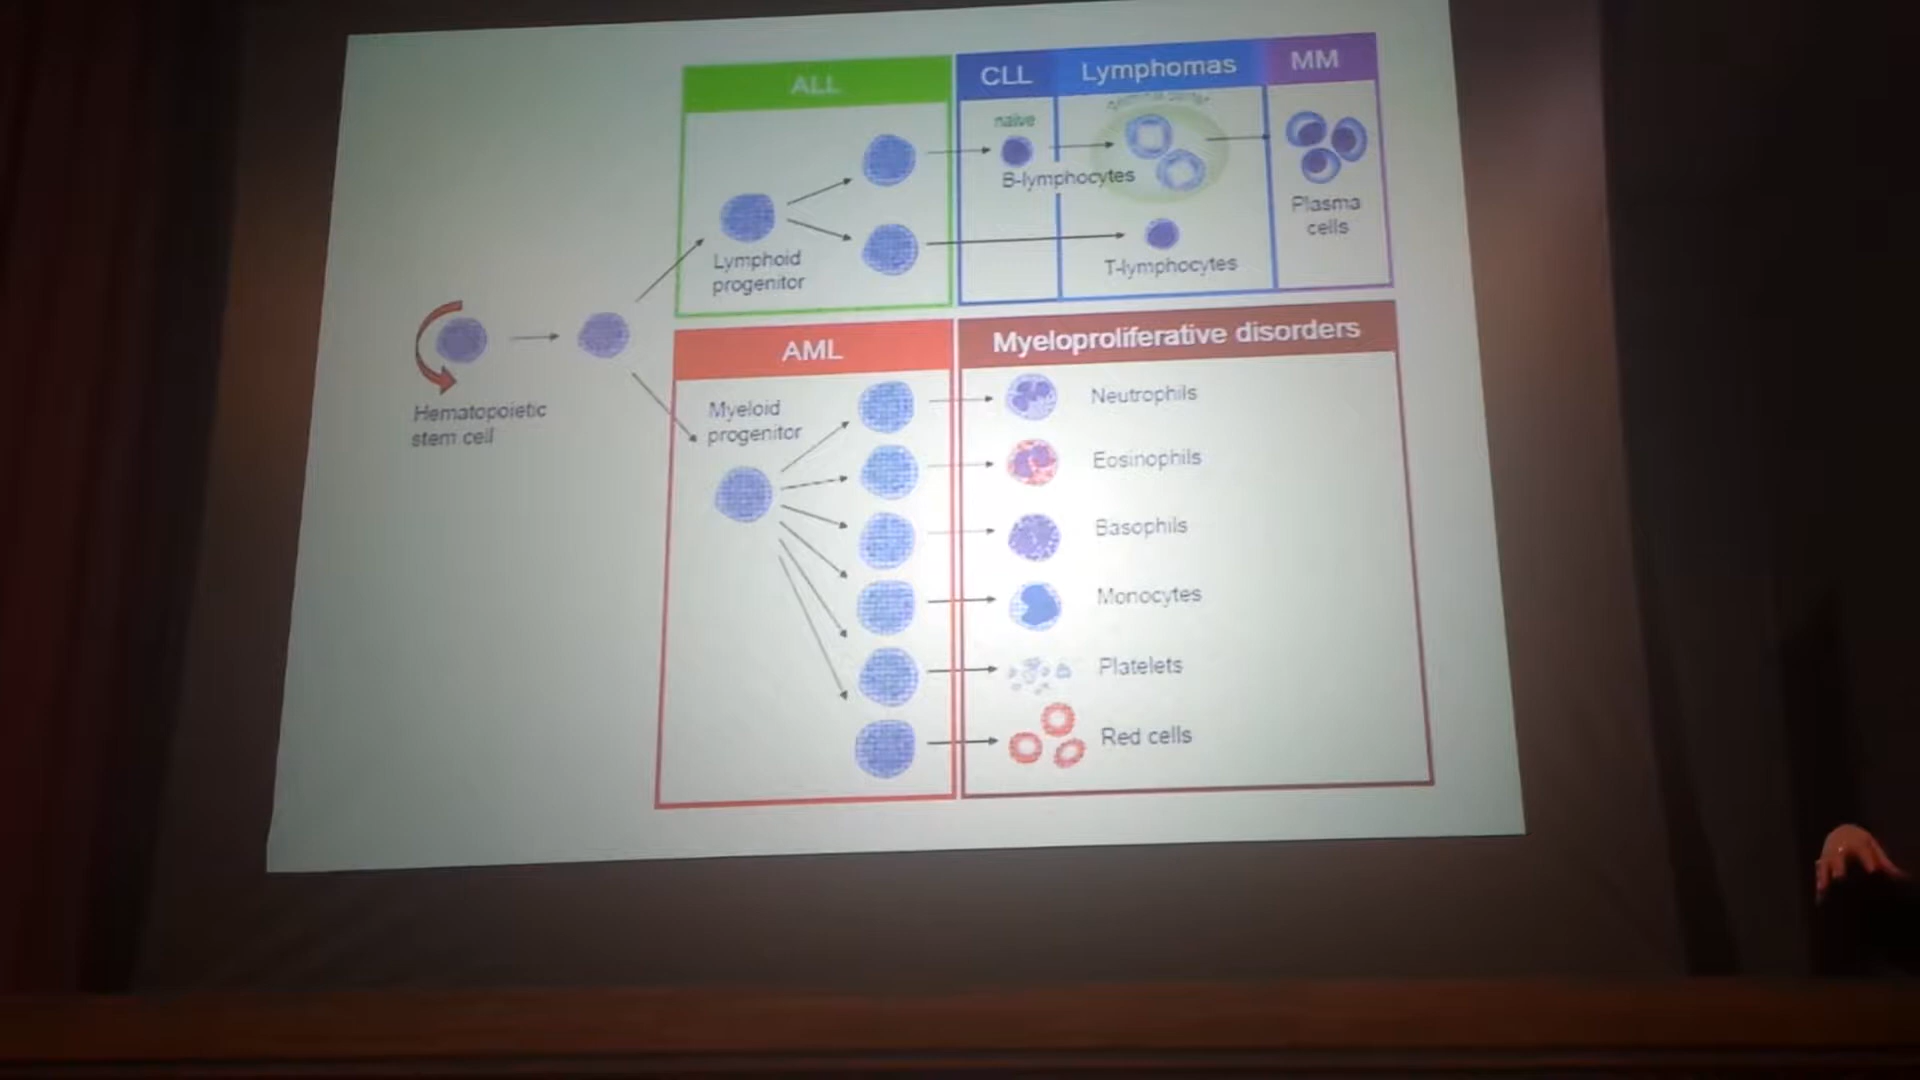 ALL
CLL
Lymphomas
MM
naïve
B-lymphocytes
Plasma
cells
Lymphoid
progenitor
T-lymphocytes
Hematopoietic
stem cell
AML
Myeloproliferative disorders
Myeloid
progenitor
Neutrophils
Eosinophils
Basophils
Monocytes
Platelets
Red cells